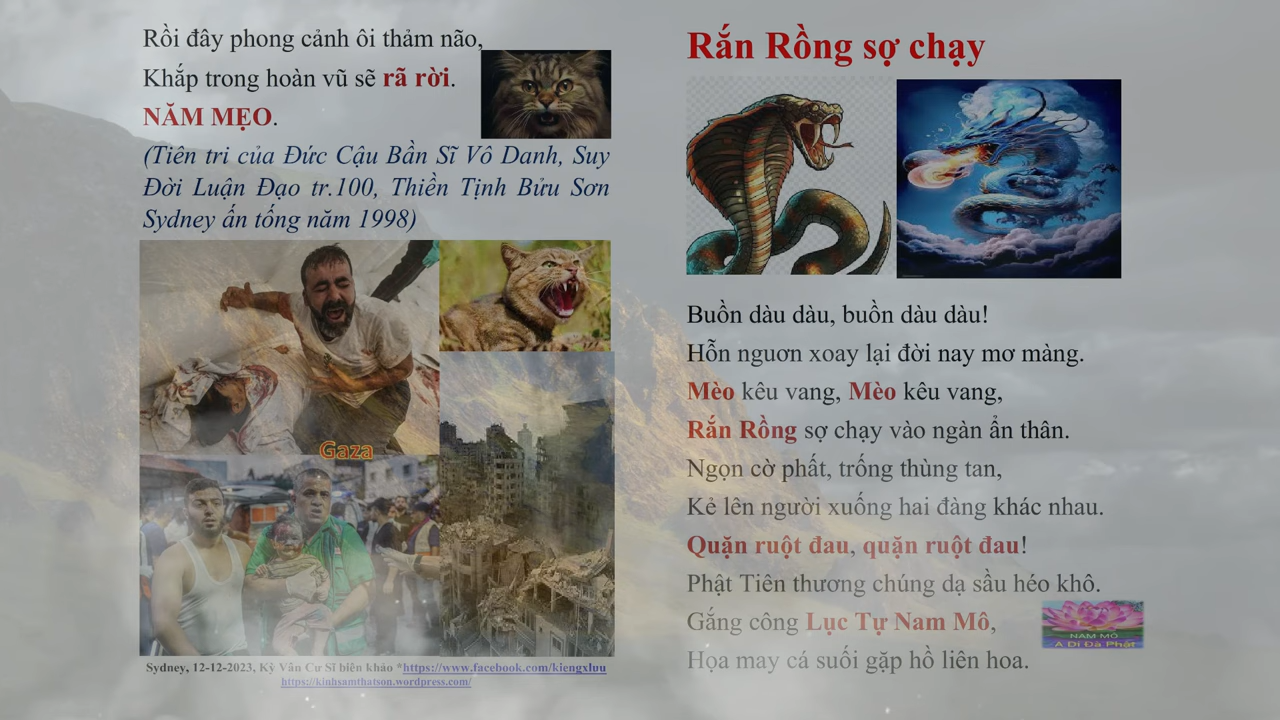 Rồi đây phong cảnh ôi thảm não,
Khắp trong hoàn vũ sẽ rã rời.
NĂM MẸO.
(Tiên tri của Đức Cậu Bần Sĩ Vô Danh, Suy
Đời Luận Đạo tr.100, Thiền Tịnh Bửu Sơn
Sydney ấn tống năm 1998)
Gaza
Sydney, 12-12-2023, Kỳ Vân Cư Sĩ biện khảo *https://www.facebook.com/kiengxluu
https://kinhsamthatson.wordpress.com/
Rắn Rồng sợ chạy
Buồn dàu dàu, buồn dàu dàu!
Hỗn nguơn xoay lại đời nay mơ màng.
Mèo kêu vang, Mèo kêu vang,
Rắn Rồng sợ chạy vào ngàn ẩn thân.
Ngọn cờ phất, trống thùng tan,
Kẻ lên người xuống hai đàng khác nhau.
Quặn ruột đau, quặn ruột đau!
Phật Tiên thương chúng dạ sầu héo khô.
Gắng công Lục Tự Nam Mô,
Họa may cá suối gặp hồ liên hoa.
NAM MÔ
A Di Đà Phật